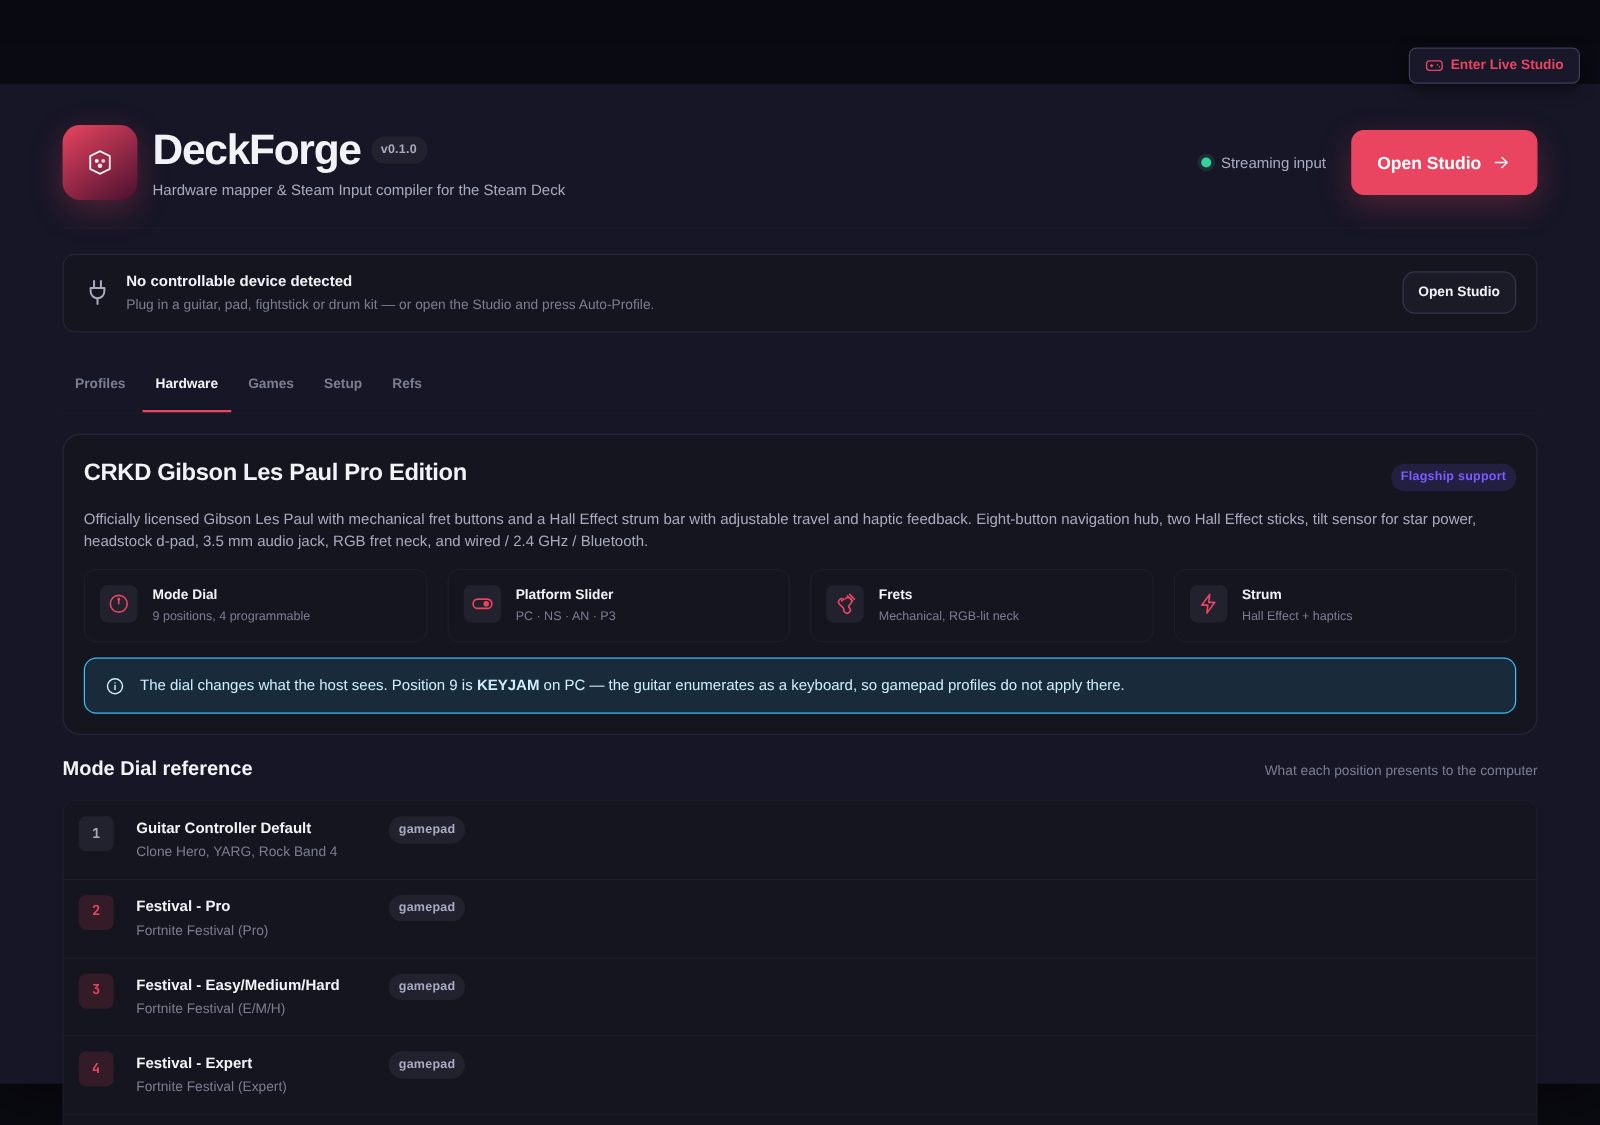 Enter Live Studio
DeckForge v0.1.0
Hardware mapper & Steam Input compiler for the Steam Deck
Streaming input
Open Studio
No controllable device detected
Plug in a guitar, pad, fightstick or drum kit — or open the Studio and press Auto-Profile.
Open Studio
Profiles Hardware Games Setup Refs
CRKD Gibson Les Paul Pro Edition
Flagship support
Officially licensed Gibson Les Paul with mechanical fret buttons and a Hall Effect strum bar with adjustable travel and haptic feedback. Eight-button navigation hub, two Hall Effect sticks, tilt sensor for star power,
headstock d-pad, 3.5 mm audio jack, RGB fret neck, and wired / 2.4 GHz / Bluetooth.
Mode Dial
9 positions, 4 programmable
Platform Slider
PC · NS · AN · P3
Frets
Mechanical, RGB-lit neck
Strum
Hall Effect + haptics
The dial changes what the host sees. Position 9 is KEYJAM on PC — the guitar enumerates as a keyboard, so gamepad profiles do not apply there.
Mode Dial reference
What each position presents to the computer
1
Guitar Controller Default
gamepad
Clone Hero, YARG, Rock Band 4
2
Festival - Pro
gamepad
Fortnite Festival (Pro)
3
Festival - Easy/Medium/Hard
gamepad
Fortnite Festival (E/M/H)
4
Festival - Expert
gamepad
Fortnite Festival (Expert)